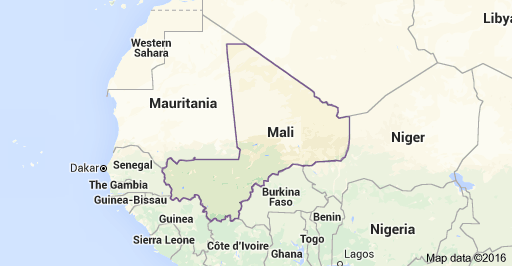 Libya
Western
Sahara
Mauritania
Mali
Niger
Dakar
Senegal
The Gambia
Guinea-Bissau
Burkina
Faso
Guinea
Benin
Nigeria
Sierra Leone
Togo
Côte d'Ivoire
Ghana
Lagos
Map data ©2016